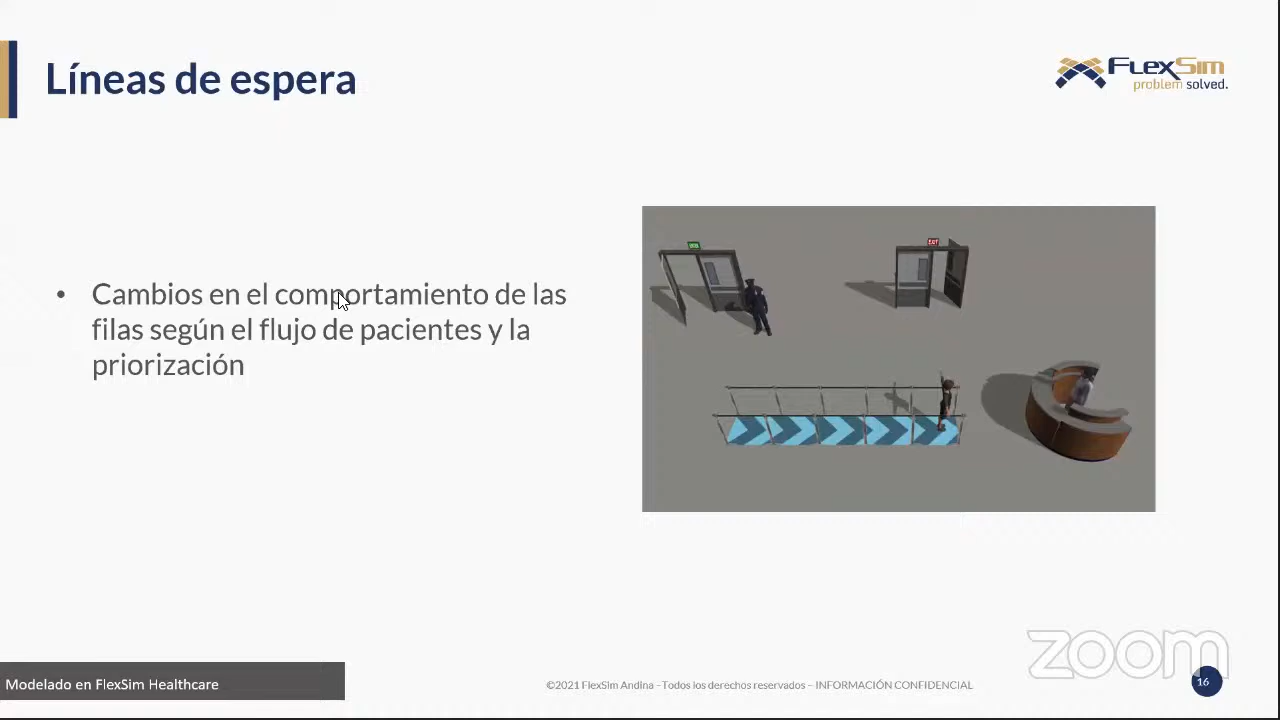 Líneas de espera
FLEXSIM
problem solved.
• Cambios en el comportamiento de las
filas según el flujo de pacientes y la
priorización
EXIT
Modelado en FlexSim Healthcare
©2021 FlexSim Andina –Todos los derechos reservados – INFORMACIÓN CONFIDENCIAL
zoom
16